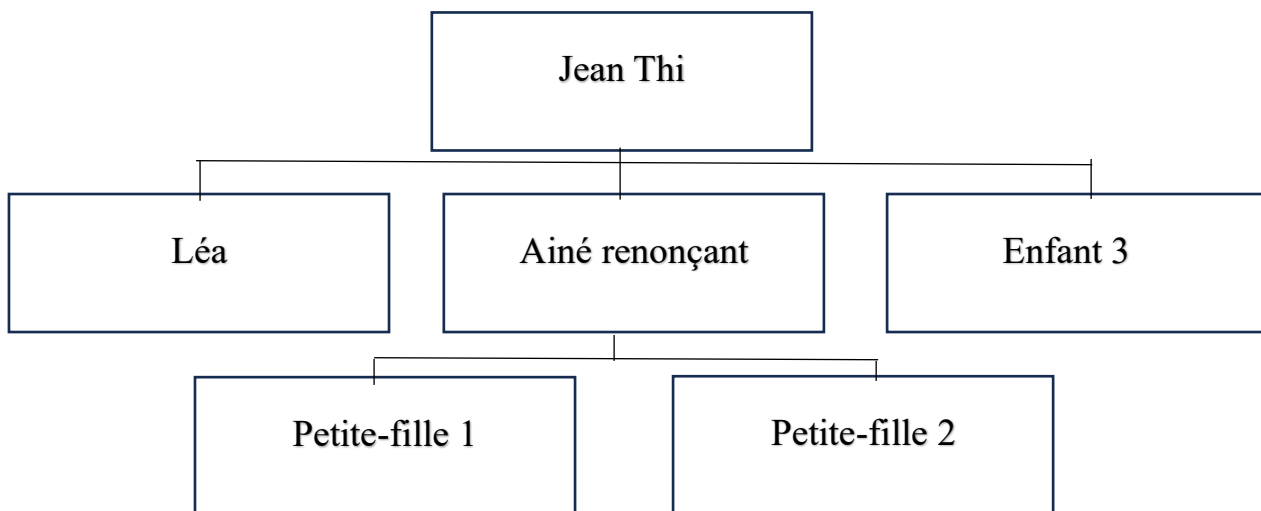 Jean Thi
Léa
Ainé renonçant
Enfant 3
Petite-fille 1
Petite-fille 2